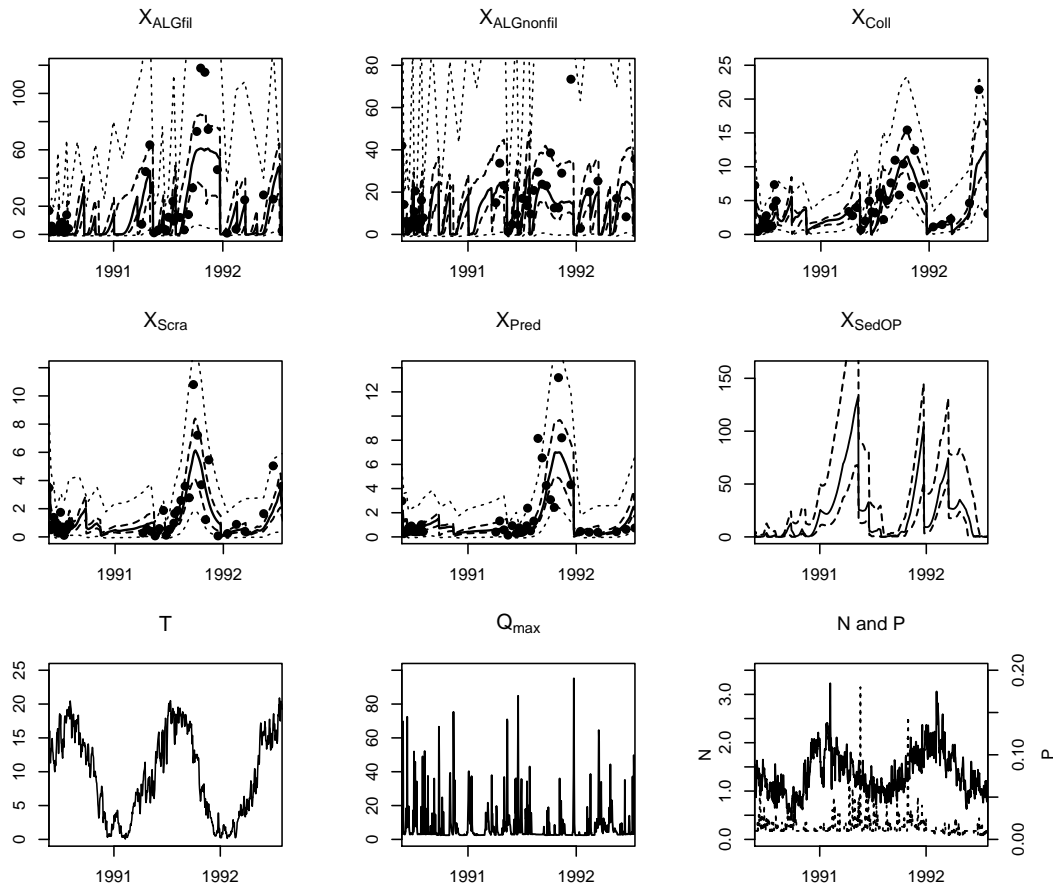 X_ALGfil
0 20 60 100
1991 1992
X_ALGnonfil
0 20 40 60 80
1991 1992
X_Coll
0 5 10 15 20 25
1991 1992
X_Scra
0 2 4 6 8 10
1991 1992
X_Pred
0 2 4 6 8 12
1991 1992
X_SedOP
0 50 100 150
1991 1992
T
0 5 10 15 20 25
1991 1992
Q_max
0 20 40 60 80
1991 1992
N and P
N
0.0 1.0 2.0 3.0
P
0.00 0.10 0.20
1991 1992